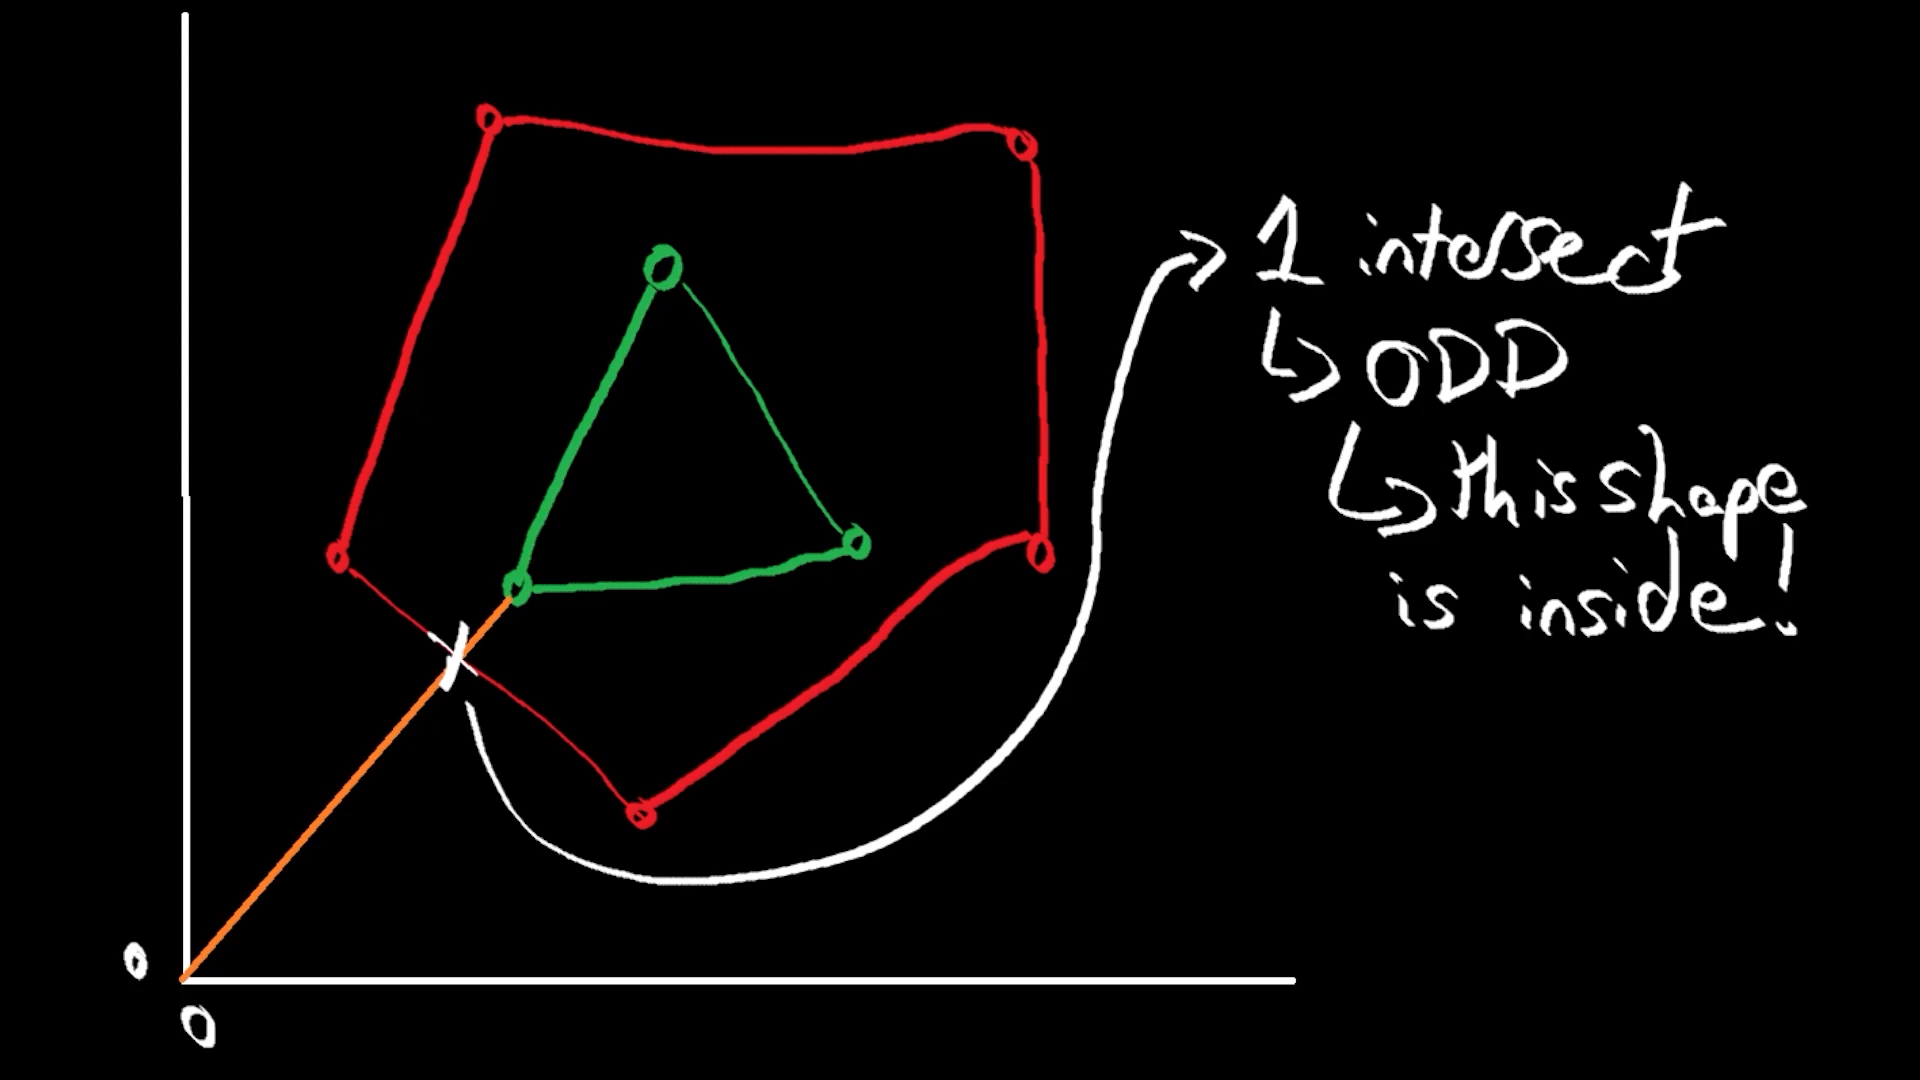 1 intersect
↳ ODD
↳ this shape
is inside!
0
0